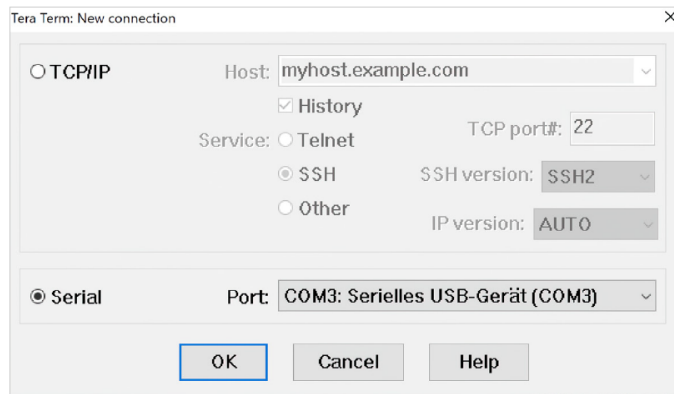 Tera Term: New connection
TCP/IP
Host: myhost.example.com
History
Service: Telnet
TCP port#: 22
SSH
SSH version: SSH2
Other
IP version: AUTO
Serial
Port: COM3: Serielles USB-Gerät (COM3)
OK
Cancel
Help